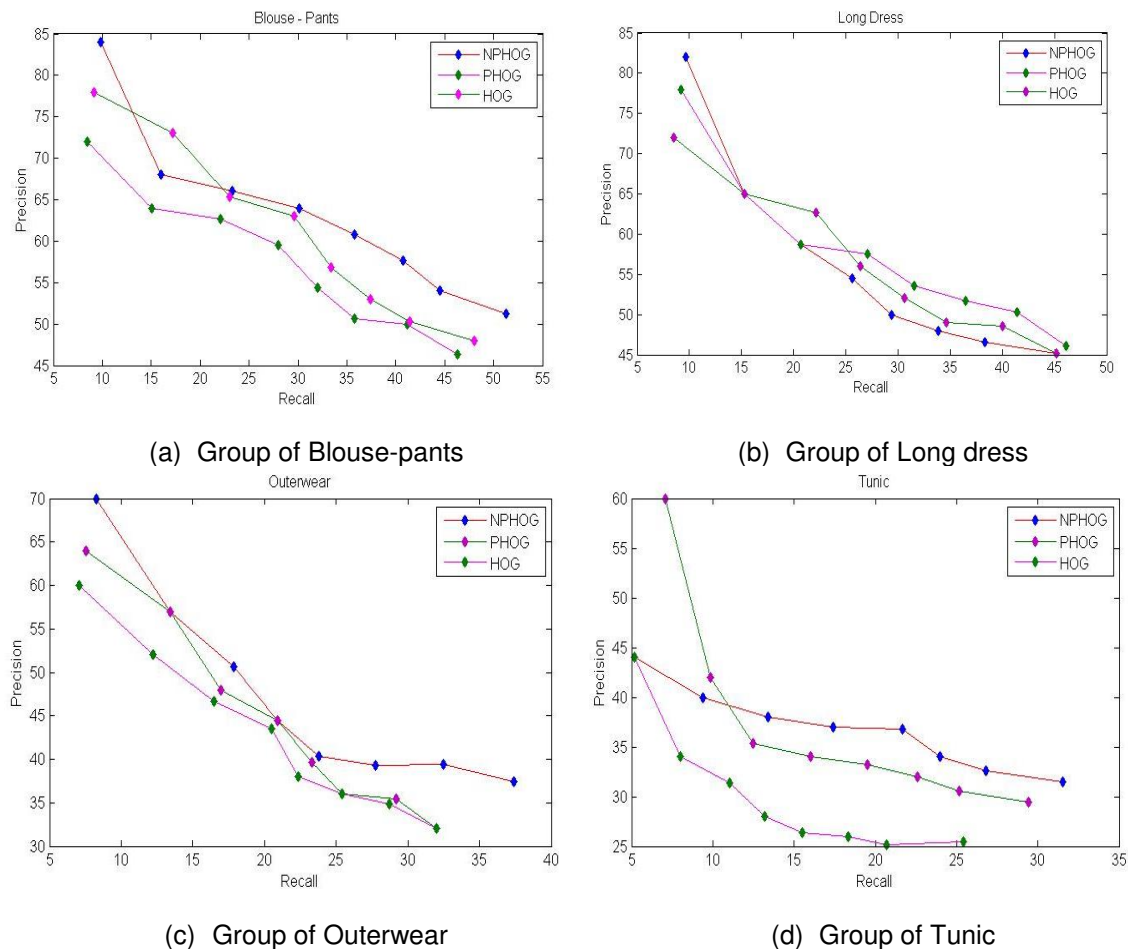 Blouse - Pants
85
80
75
70
65
60
55
50
45
Precision
NPHOG
PHOG
HOG
5 10 15 20 25 30 35 40 45 50 55
Recall
(a) Group of Blouse-pants
Long Dress
85
80
75
70
65
60
55
50
45
Precision
NPHOG
PHOG
HOG
5 10 15 20 25 30 35 40 45 50
Recall
(b) Group of Long dress
Outerwear
70
65
60
55
50
45
40
35
30
Precision
NPHOG
PHOG
HOG
5 10 15 20 25 30 35 40
Recall
(c) Group of Outerwear
Tunic
60
55
50
45
40
35
30
25
Precision
NPHOG
PHOG
HOG
5 10 15 20 25 30 35
Recall
(d) Group of Tunic